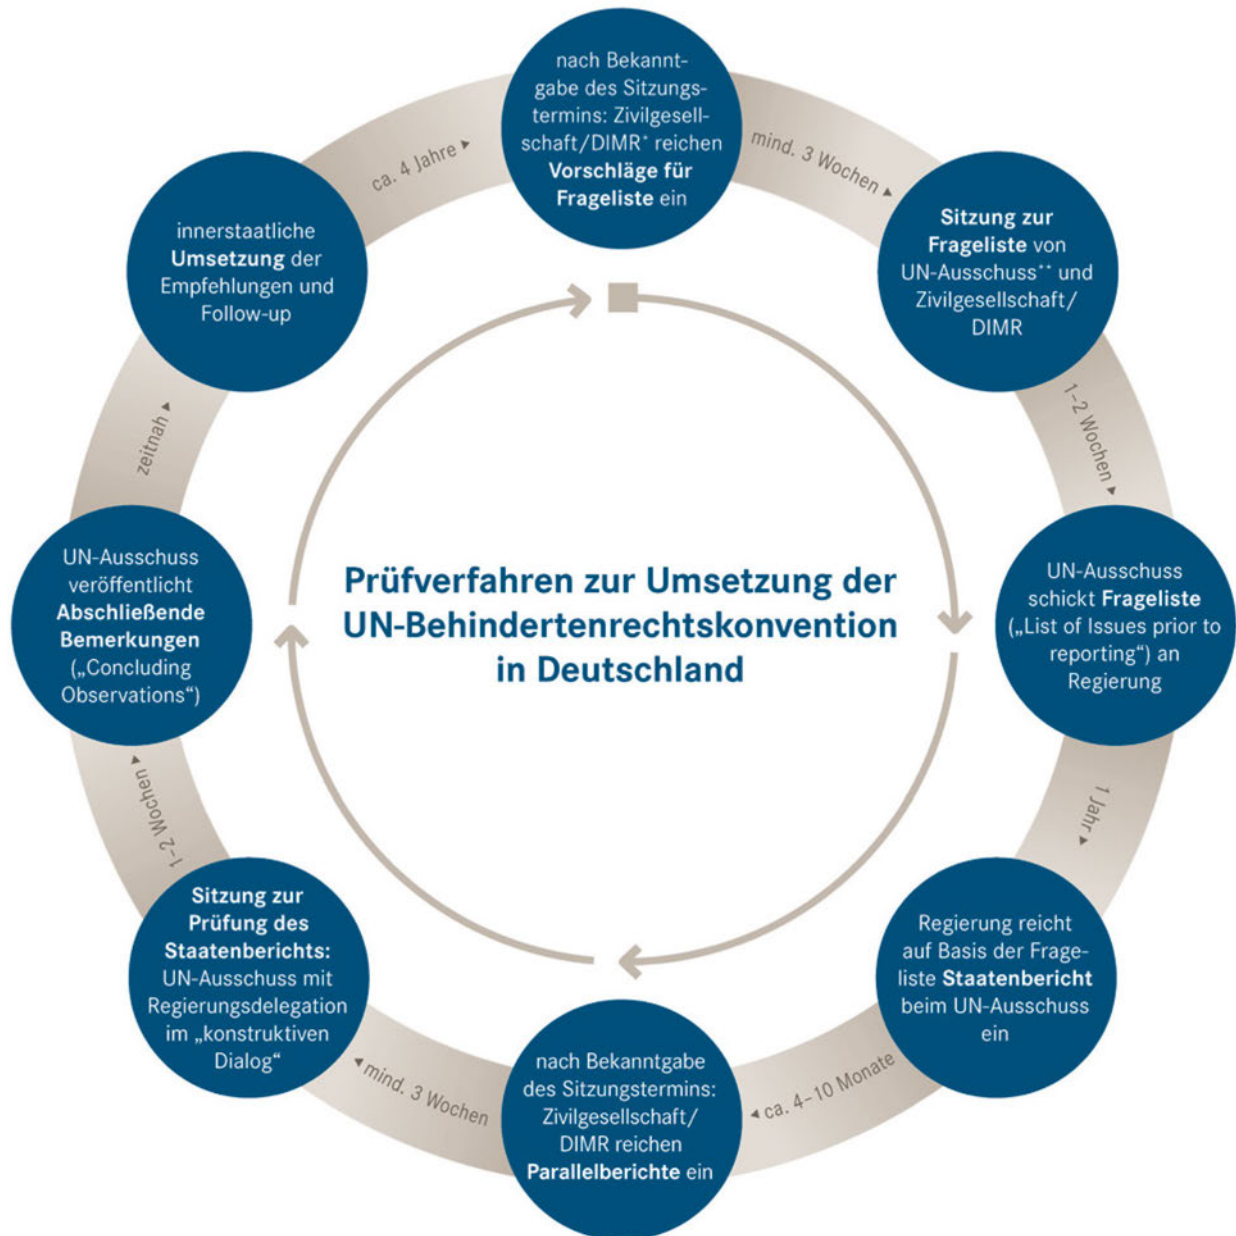 nach Bekannt-
gabe des Sitzungs-
termins: Zivilgesell-
schaft/DIMR* reichen
Vorschläge für
Frageliste ein
mind. 3 Wochen ▸
Sitzung zur
Frageliste von
UN-Ausschuss** und
Zivilgesellschaft/
DIMR
1–2 Wochen ▸
UN-Ausschuss
schickt Frageliste
(„List of Issues prior to
reporting“) an
Regierung
1 Jahr ▸
Regierung reicht
auf Basis der Frage-
liste Staatenbericht
beim UN-Ausschuss
ein
◂ ca. 4–10 Monate
nach Bekanntgabe
des Sitzungstermins:
Zivilgesellschaft/
DIMR reichen
Parallelberichte ein
◂ mind. 3 Wochen
Sitzung zur
Prüfung des
Staatenberichts:
UN-Ausschuss mit
Regierungsdelegation
im „konstruktiven
Dialog“
1–2 Wochen ▸
UN-Ausschuss
veröffentlicht
Abschließende
Bemerkungen
(„Concluding
Observations“)
zeitnah ▸
innerstaatliche
Umsetzung der
Empfehlungen und
Follow-up
ca. 4 Jahre ▸
Prüfverfahren zur Umsetzung der
UN-Behindertenrechtskonvention
in Deutschland